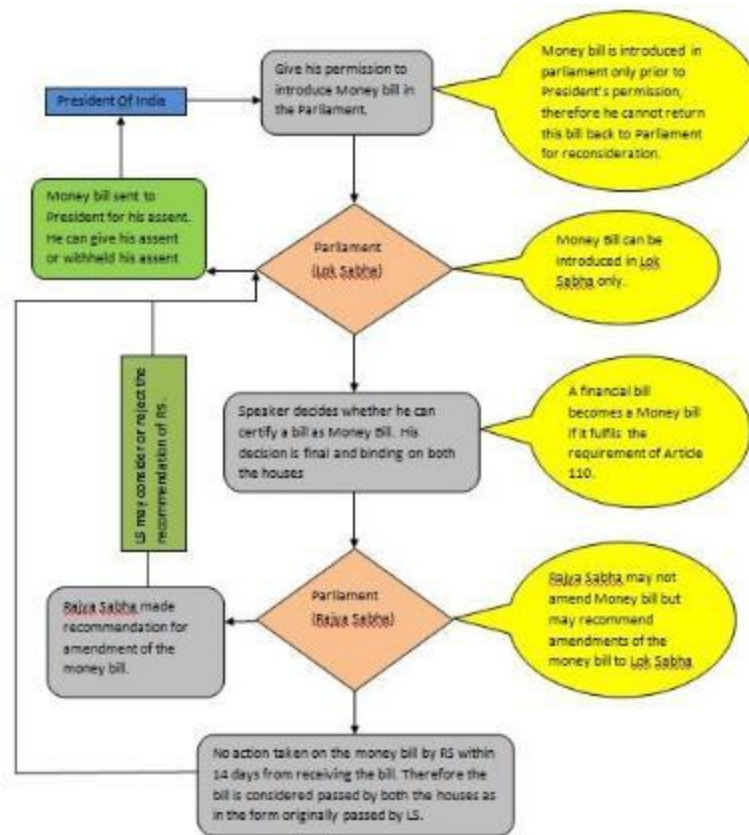 Give his permission to
introduce Money bill in
the Parliament.
Money bill is introduced in
parliament only prior to
President's permission,
therefore he cannot return
this bill back to Parliament
for reconsideration.
President Of India
Money bill sent to
President for his assent.
He can give his assent
or withheld his assent
Parliament
(Lok Sabha)
Money Bill can be
introduced in Lok
Sabha only.
LS may consider or reject the
recommendation of RS.
Speaker decides whether he can
certify a bill as Money Bill. His
decision is final and binding on both
the houses
A financial bill
becomes a Money bill
if it fulfils the
requirement of Article
110.
Rajya Sabha made
recommendation for
amendment of the
money bill.
Parliament
(Rajya Sabha)
Rajya Sabha may not
amend Money bill but
may recommend
amendments of the
money bill to Lok Sabha
No action taken on the money bill by RS within
14 days from receiving the bill. Therefore the
bill is considered passed by both the houses as
in the form originally passed by LS.